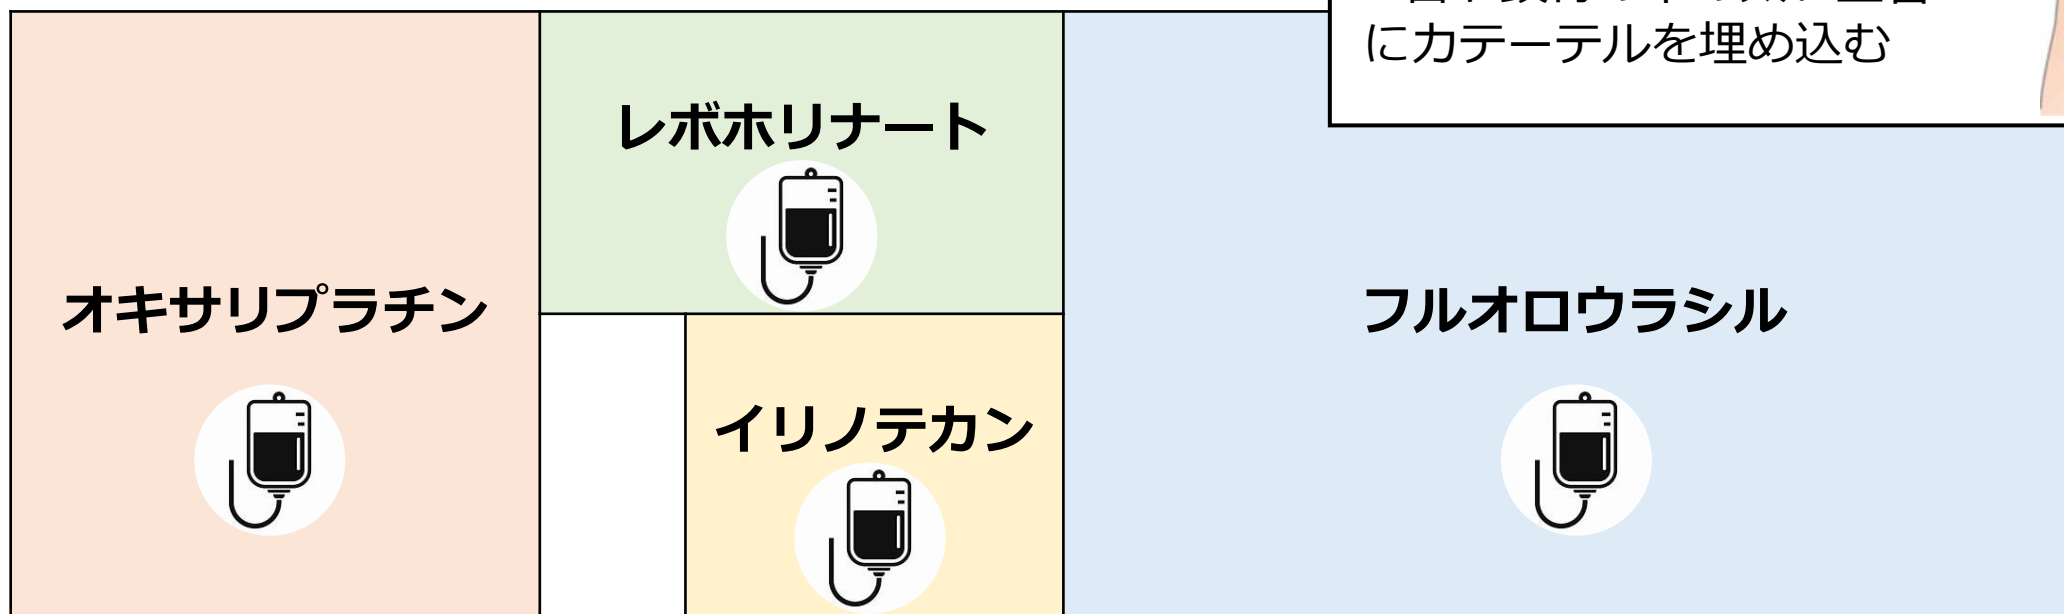 にカテーテルを埋め込む
レボホリナート
オキサリプラチン
フルオロウラシル
イリノテカン